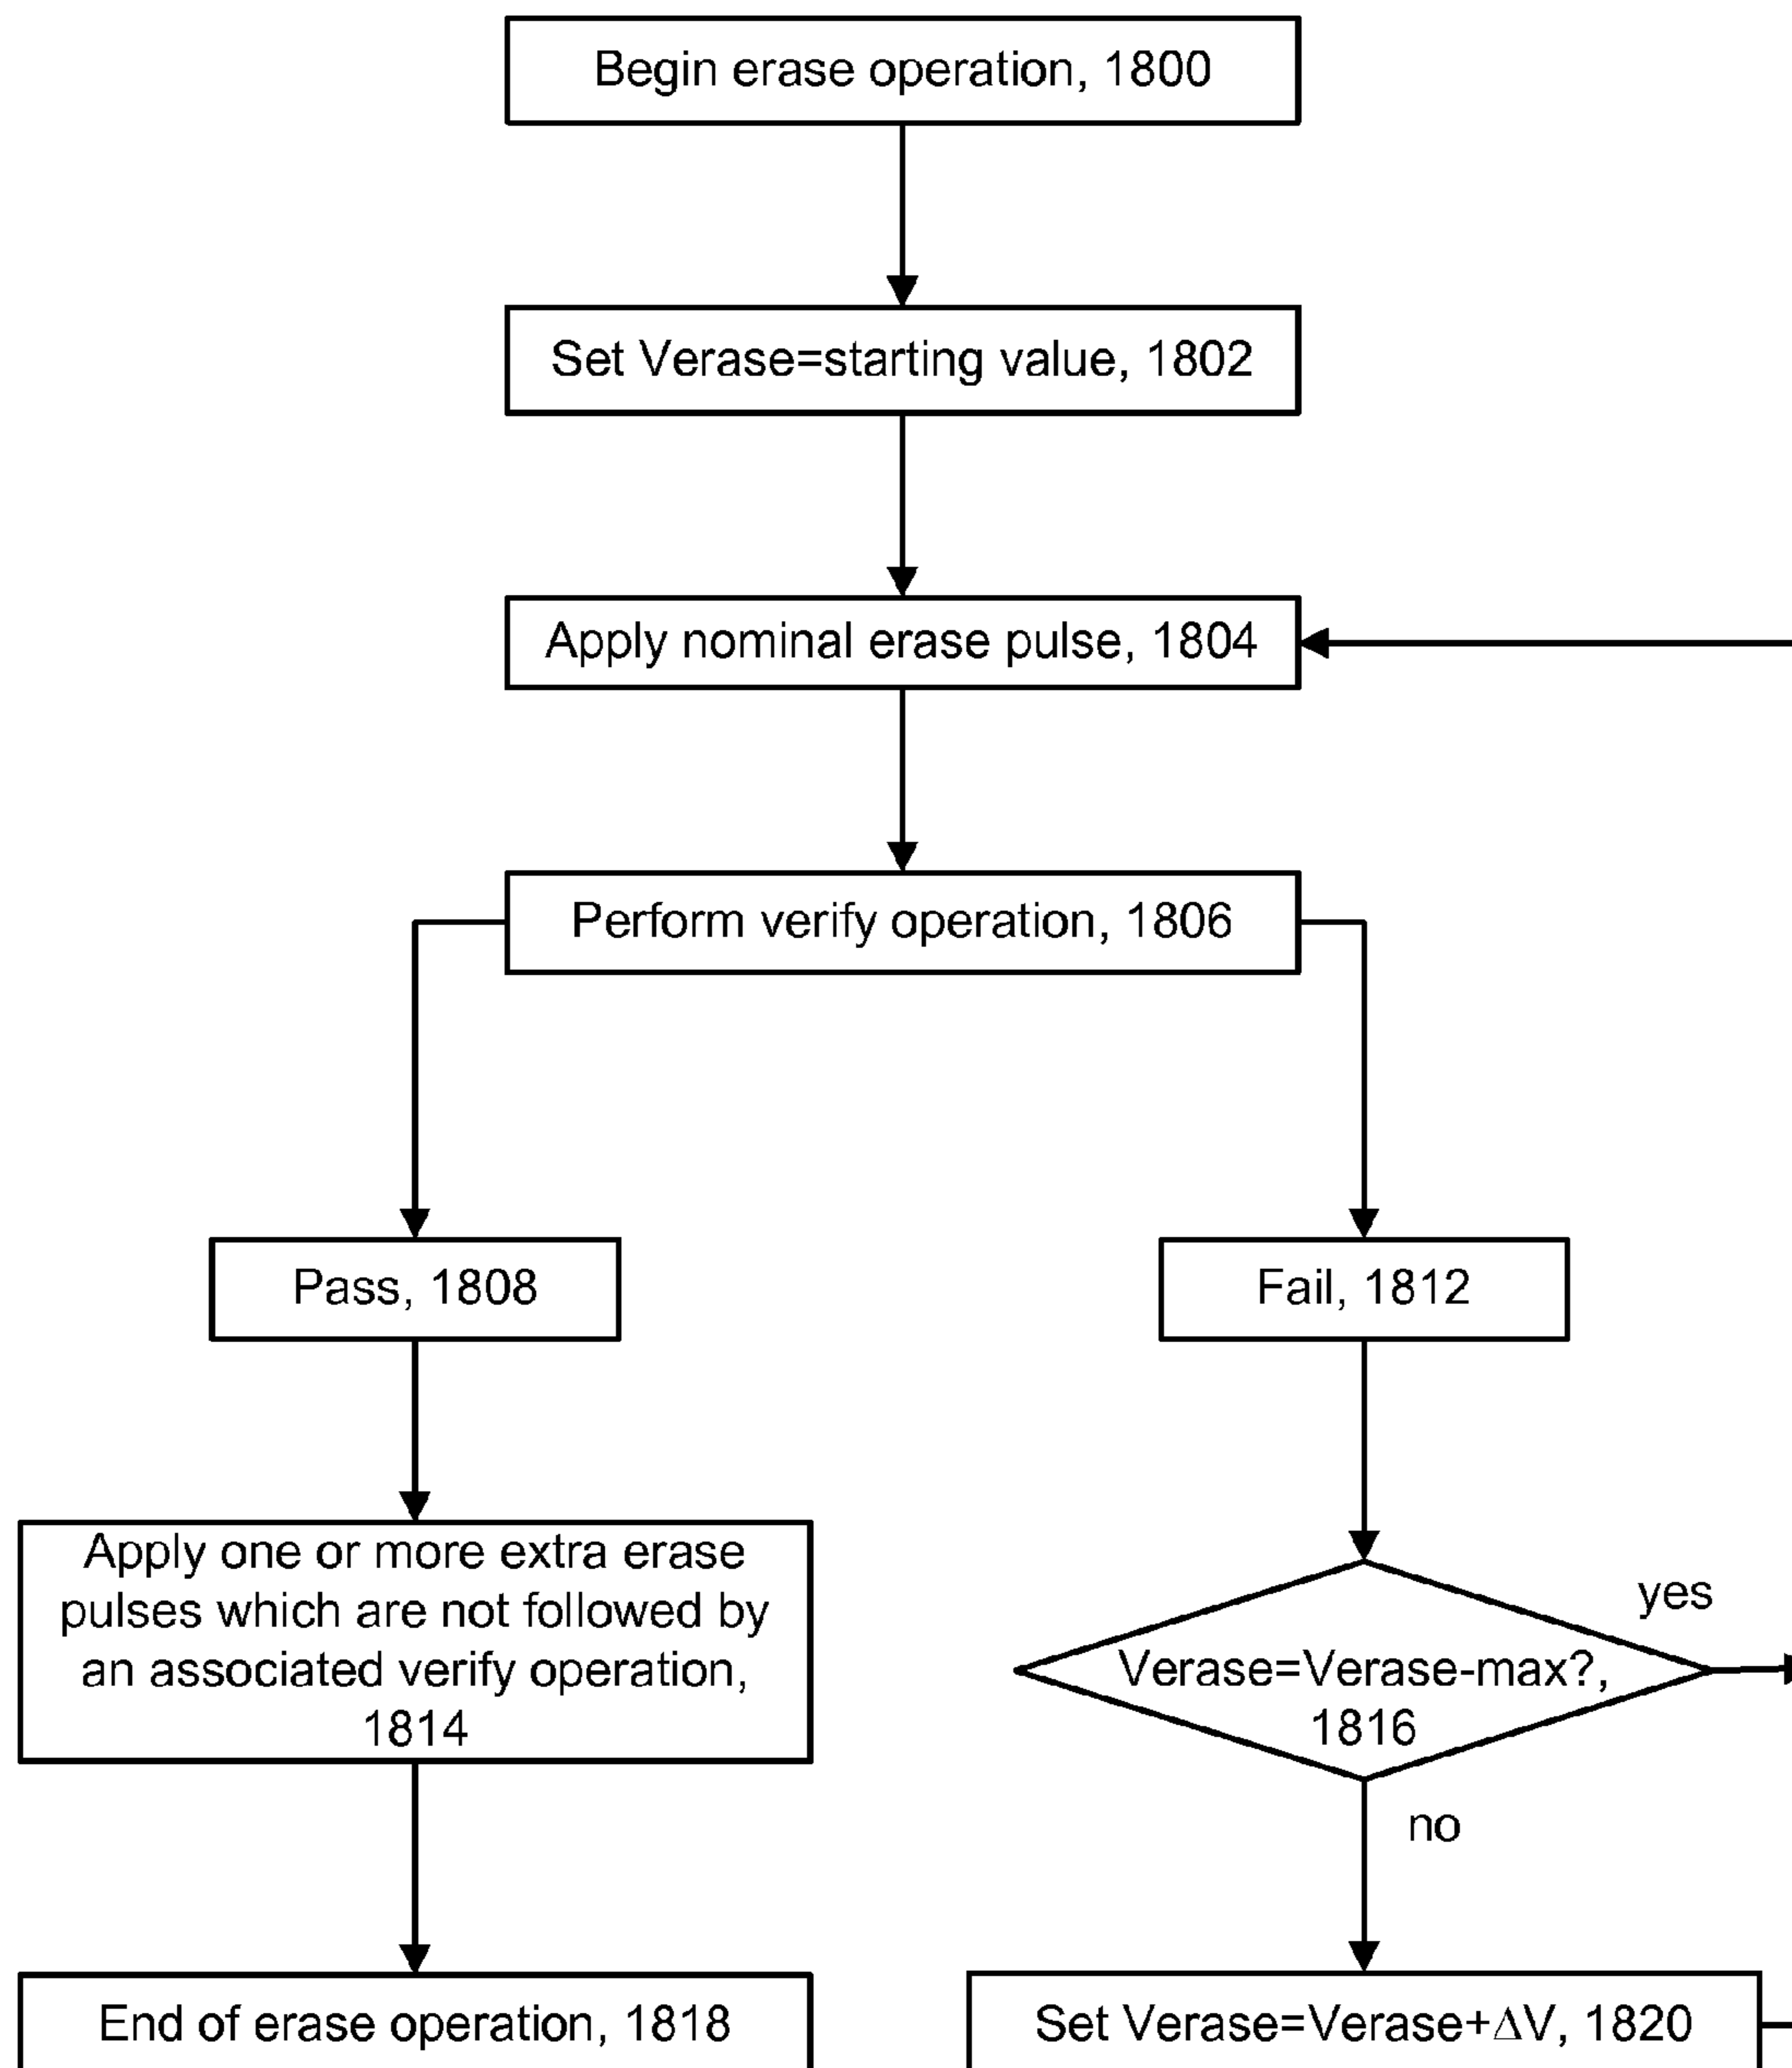 Begin erase operation, 1800
Set Verase=starting value, 1802
Apply nominal erase pulse, 1804
Perform verify operation, 1806
Pass, 1808
Fail, 1812
Apply one or more extra erase
pulses which are not followed by
an associated verify operation,
1814
yes
Verase=Verase-max?,
1816
no
End of erase operation, 1818
Set Verase=Verase+ΔV, 1820